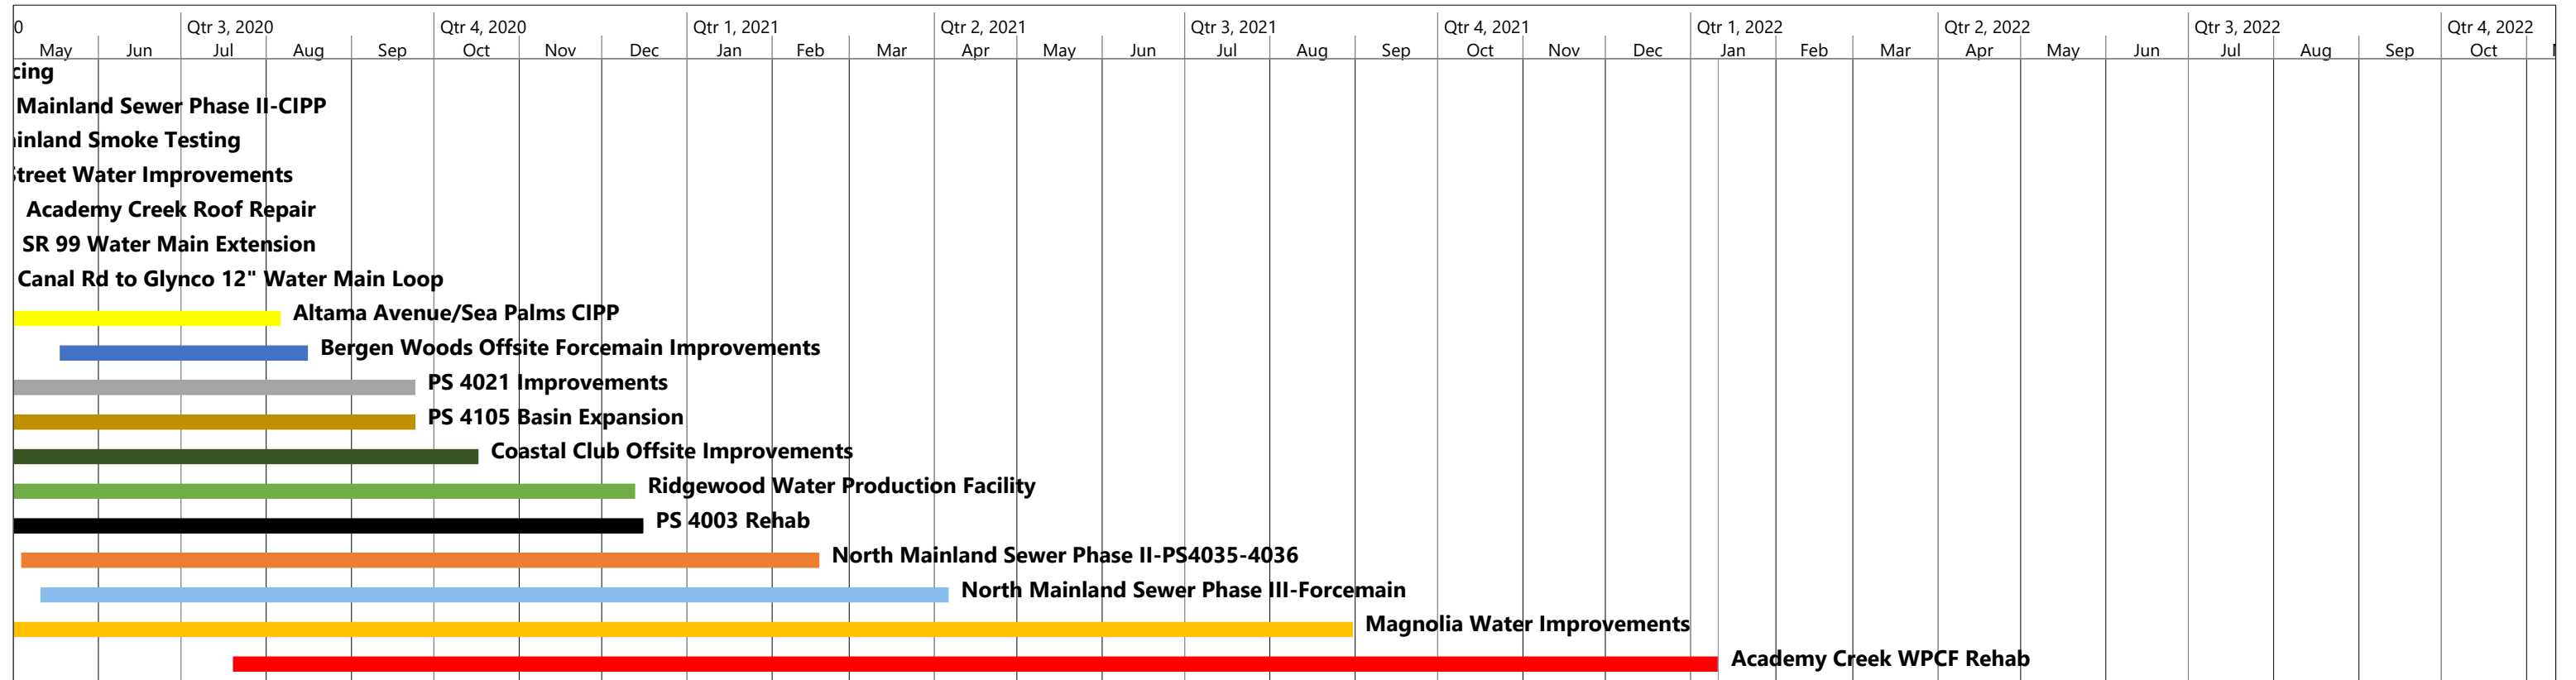 0 Qtr 3, 2020 Qtr 4, 2020 Qtr 1, 2021 Qtr 2, 2021 Qtr 3, 2021 Qtr 4, 2021 Qtr 1, 2022 Qtr 2, 2022 Qtr 3, 2022 Qtr 4, 2022
May Jun Jul Aug Sep Oct Nov Dec Jan Feb Mar Apr May Jun Jul Aug Sep Oct Nov Dec Jan Feb Mar Apr May Jun Jul Aug Sep Oct
cing
Mainland Sewer Phase II-CIPP
inland Smoke Testing
Street Water Improvements
Academy Creek Roof Repair
SR 99 Water Main Extension
Canal Rd to Glynco 12" Water Main Loop
Altama Avenue/Sea Palms CIPP
Bergen Woods Offsite Forcemain Improvements
PS 4021 Improvements
PS 4105 Basin Expansion
Coastal Club Offsite Improvements
Ridgewood Water Production Facility
PS 4003 Rehab
North Mainland Sewer Phase II-PS4035-4036
North Mainland Sewer Phase III-Forcemain
Magnolia Water Improvements
Academy Creek WPCF Rehab